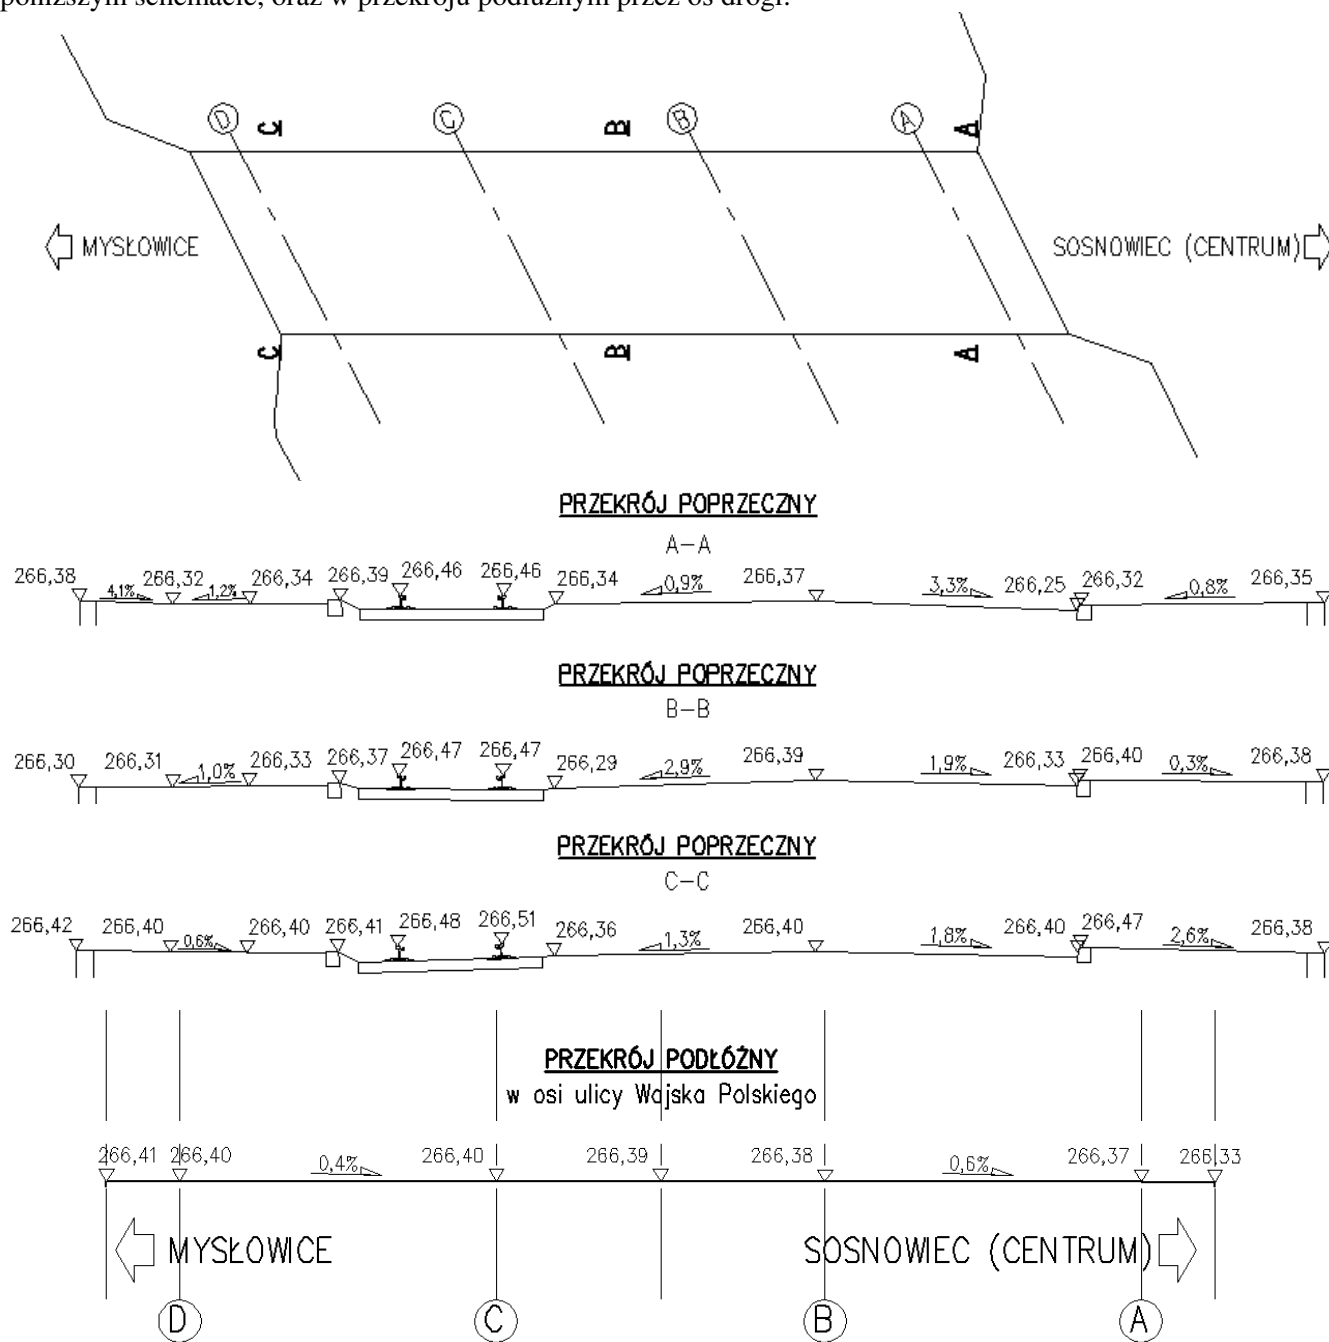 poniższym schemacie, oraz w przekroju podłużnym przez oś drogi.
D C C B B A A
MYSŁOWICE
SOSNOWIEC (CENTRUM)
C B A
PRZEKRÓJ POPRZECZNY
A-A
266,38 4,1% 266,32 1,2% 266,34 266,39 266,46 266,46 266,34 0,9% 266,37 3,3% 266,25 266,32 0,8% 266,35
PRZEKRÓJ POPRZECZNY
B-B
266,30 266,31 1,0% 266,33 266,37 266,47 266,47 266,29 2,9% 266,39 1,9% 266,33 266,40 0,3% 266,38
PRZEKRÓJ POPRZECZNY
C-C
266,42 266,40 0,6% 266,40 266,41 266,48 266,51 266,36 1,3% 266,40 1,8% 266,40 266,47 2,6% 266,38
PRZEKRÓJ PODŁÓŻNY
w osi ulicy Wojska Polskiego
266,41 266,40 0,4% 266,40 266,39 266,38 0,6% 266,37 266,33
MYSŁOWICE
SOSNOWIEC (CENTRUM)
D C B A